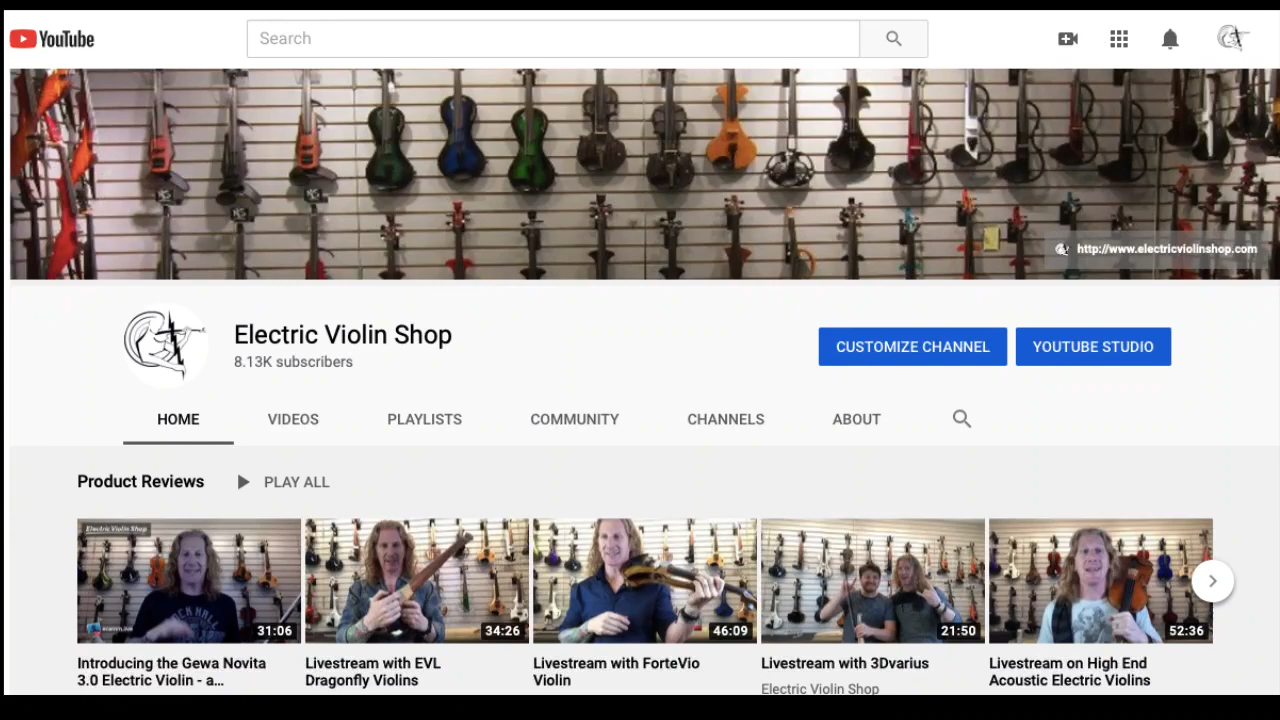 YouTube
Search
http://www.electricviolinshop.com
Electric Violin Shop
8.13K subscribers
CUSTOMIZE CHANNEL
YOUTUBE STUDIO
HOME
VIDEOS
PLAYLISTS
COMMUNITY
CHANNELS
ABOUT
Product Reviews
PLAY ALL
Electric Violin Shop
31:06
34:26
46:09
21:50
52:36
Introducing the Gewa Novita
3.0 Electric Violin - a...
Livestream with EVL
Dragonfly Violins
Livestream with ForteVio
Violin
Livestream with 3Dvarius
Electric Violin Shop
Livestream on High End
Acoustic Electric Violins